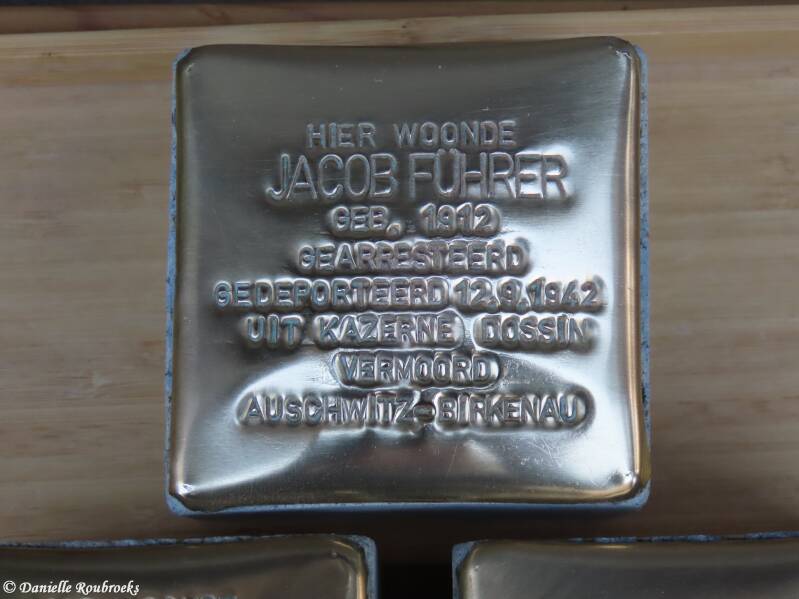 HIER WOONDE
JACOB FÜHRER
GEB. 1912
GEARRESTEERD
GEDEPORTEERD 12.9.1942
UIT KAZERNE DOSSIN
VERMOORD
AUSCHWITZ-BIRKENAU
© Danielle Roubroeks